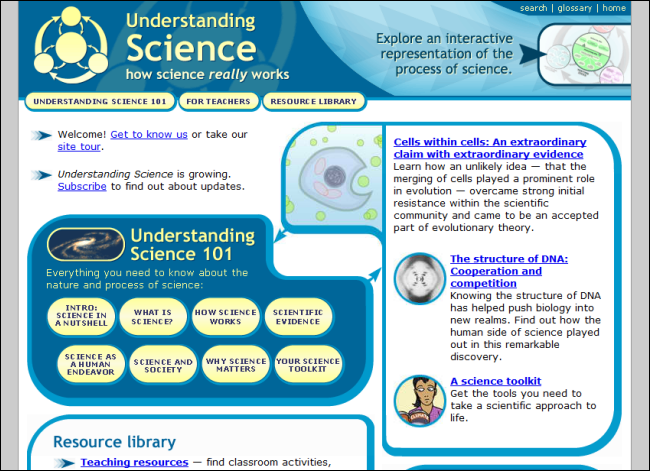 search | glossary | home
Understanding
Science
how science really works
Explore an interactive
representation of the
process of science.
UNDERSTANDING SCIENCE 101
FOR TEACHERS
RESOURCE LIBRARY
Welcome! Get to know us or take our
site tour.
Understanding Science is growing.
Subscribe to find out about updates.
Understanding
Science 101
Everything you need to know about the
nature and process of science:
INTRO:
SCIENCE IN
A NUTSHELL
WHAT IS
SCIENCE?
HOW SCIENCE
WORKS
SCIENTIFIC
EVIDENCE
SCIENCE AS
A HUMAN
ENDEAVOR
SCIENCE AND
SOCIETY
WHY SCIENCE
MATTERS
YOUR SCIENCE
TOOLKIT
Cells within cells: An extraordinary
claim with extraordinary evidence
Learn how an unlikely idea — that the
merging of cells played a prominent role
in evolution — overcame strong initial
resistance within the scientific
community and came to be an accepted
part of evolutionary theory.
The structure of DNA:
Cooperation and
competition
Knowing the structure of DNA
has helped push biology into
new realms. Find out how the
human side of science played
out in this remarkable
discovery.
A science toolkit
Get the tools you need to
take a scientific approach to
life.
Resource library
Teaching resources — find classroom activities,